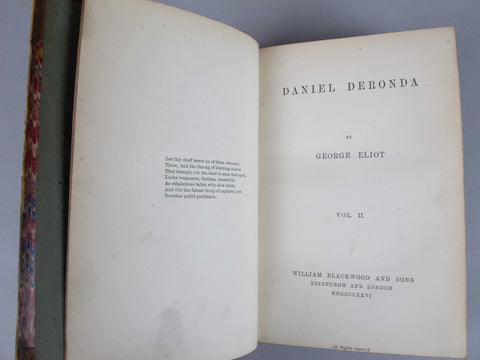 Let thy chief terror be of thine own soul:
There, 'mid the throng of hurrying desires
That trample o'er the dead to seize their spoil,
Lurks vengeance, footless, irresistible
As exhalations laden with slow death,
And o'er the fairest troop of captured joys
Breathes pallid pestilence.
DANIEL DERONDA
BY
GEORGE ELIOT
VOL. II.
WILLIAM BLACKWOOD AND SONS
EDINBURGH AND LONDON
MDCCCLXXVI
All Rights reserved